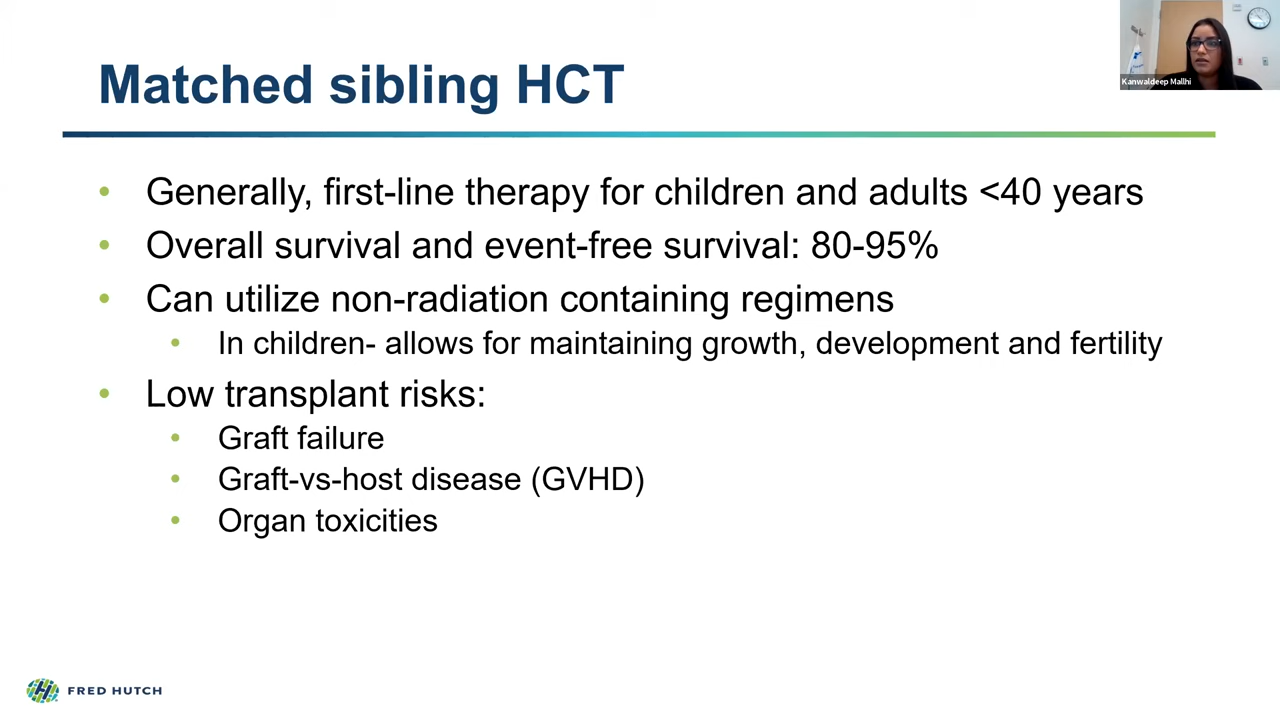 Kanwaldeep Mallhi
Matched sibling HCT
• Generally, first-line therapy for children and adults <40 years
• Overall survival and event-free survival: 80-95%
• Can utilize non-radiation containing regimens
• In children- allows for maintaining growth, development and fertility
• Low transplant risks:
• Graft failure
• Graft-vs-host disease (GVHD)
• Organ toxicities
FRED HUTCH